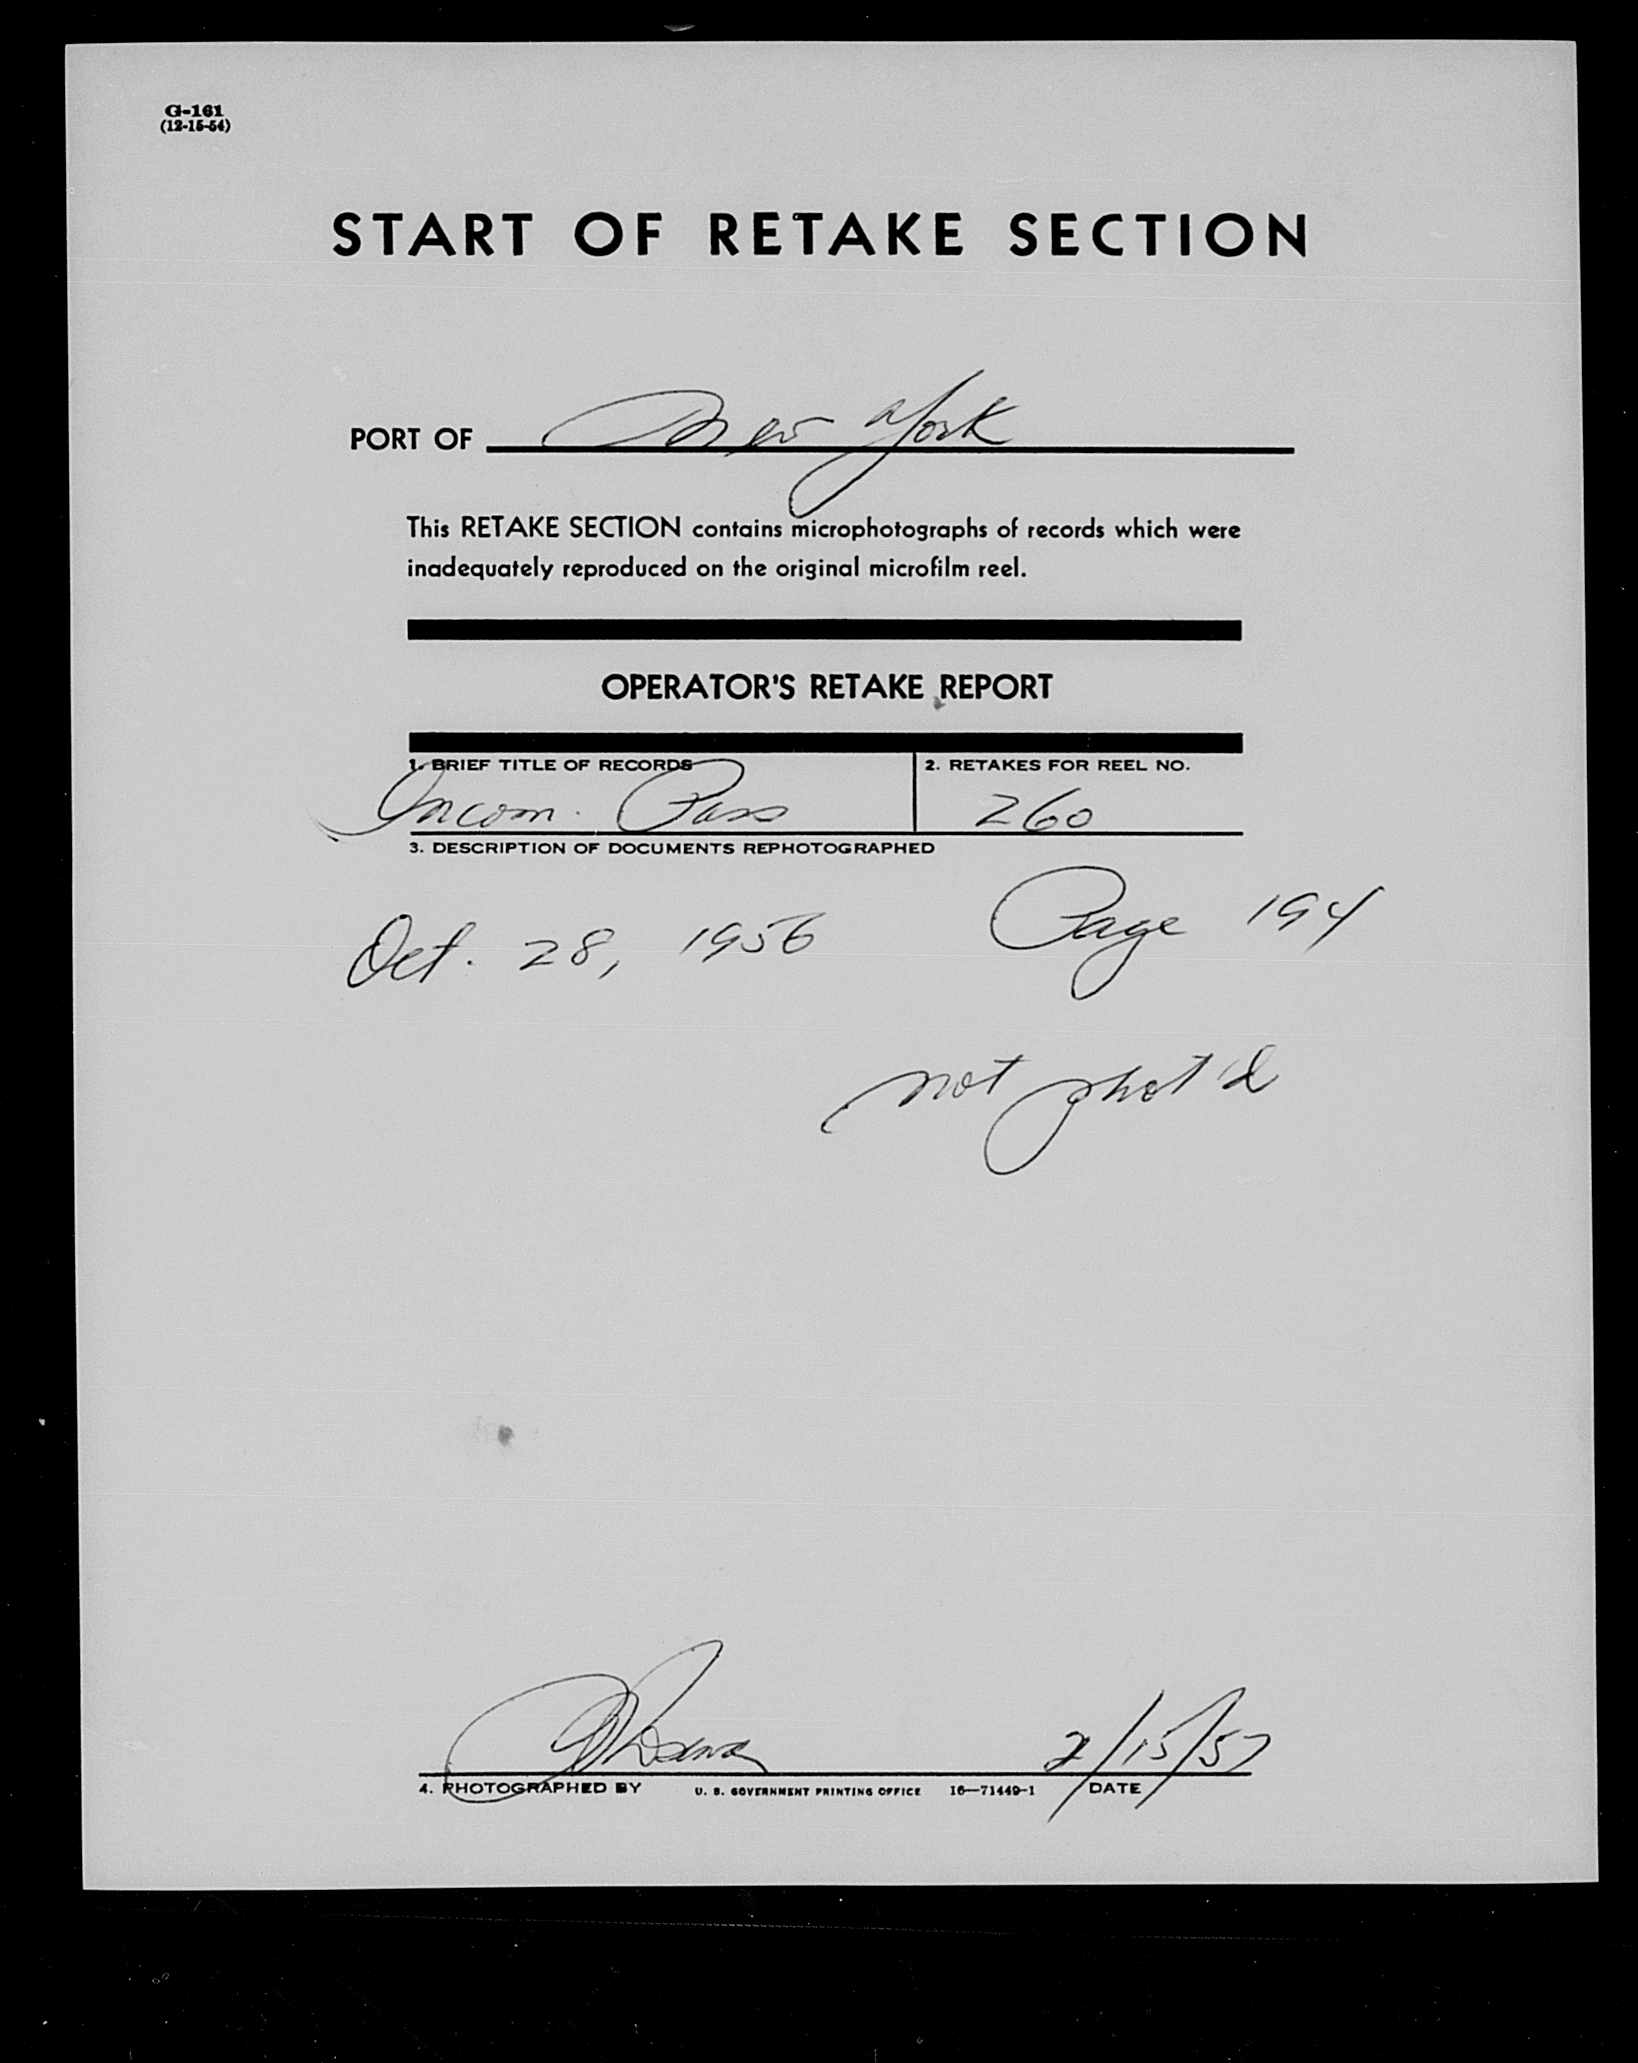 G-161
(12-15-54)
START OF RETAKE SECTION
PORT OF New York
This RETAKE SECTION contains microphotographs of records which were
inadequately reproduced on the original microfilm reel.
OPERATOR'S RETAKE REPORT
1. BRIEF TITLE OF RECORDS 2. RETAKES FOR REEL NO.
Incom. Pass 260
3. DESCRIPTION OF DOCUMENTS REPHOTOGRAPHED
Oct. 28, 1956 Page 194
not phot'd
2/15/57
4. PHOTOGRAPHED BY U. S. GOVERNMENT PRINTING OFFICE 16—71449-1 DATE